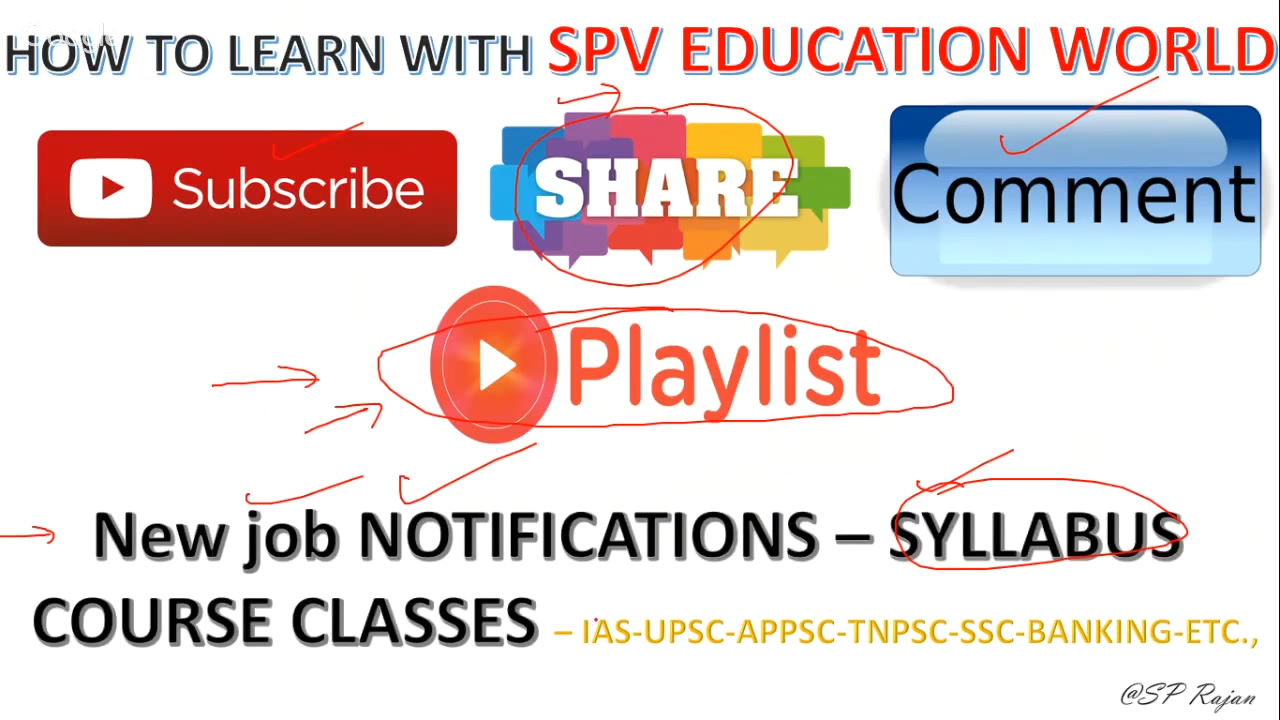 Google
HOW TO LEARN WITH SPV EDUCATION WORLD
Subscribe
SHARE
Comment
Playlist
New job NOTIFICATIONS – SYLLABUS
COURSE CLASSES – IAS-UPSC-APPSC-TNPSC-SSC-BANKING-ETC.,
@SP Rajan